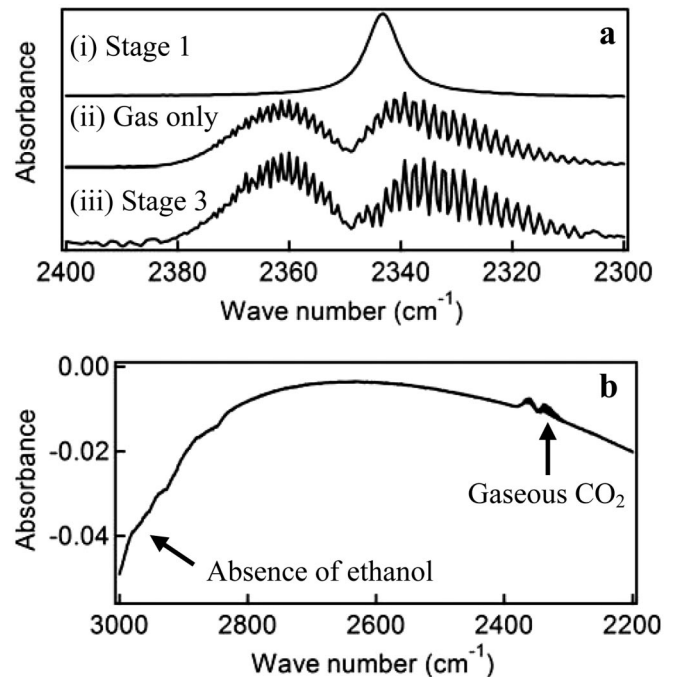 a
(i) Stage 1
(ii) Gas only
(iii) Stage 3
Absorbance
2400 2380 2360 2340 2320 2300
Wave number (cm⁻¹)
b
0.00
-0.02
-0.04
Absorbance
Gaseous CO₂
Absence of ethanol
3000 2800 2600 2400 2200
Wave number (cm⁻¹)